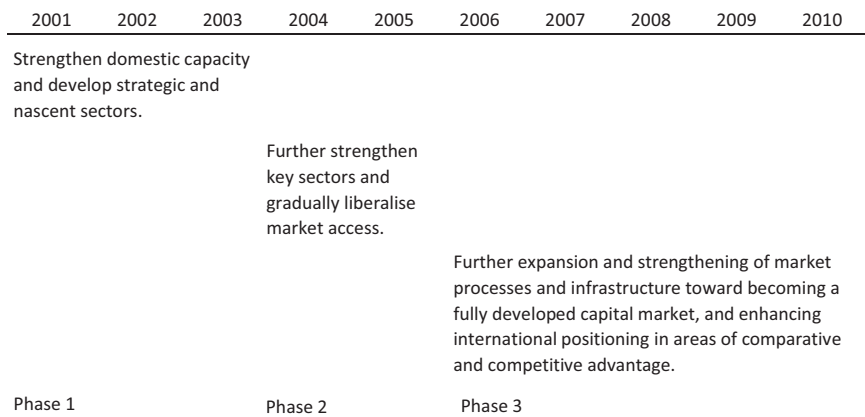 2001 2002 2003 2004 2005 2006 2007 2008 2009 2010
Strengthen domestic capacity
and develop strategic and
nascent sectors.
Further strengthen
key sectors and
gradually liberalise
market access.
Further expansion and strengthening of market
processes and infrastructure toward becoming a
fully developed capital market, and enhancing
international positioning in areas of comparative
and competitive advantage.
Phase 1 Phase 2 Phase 3